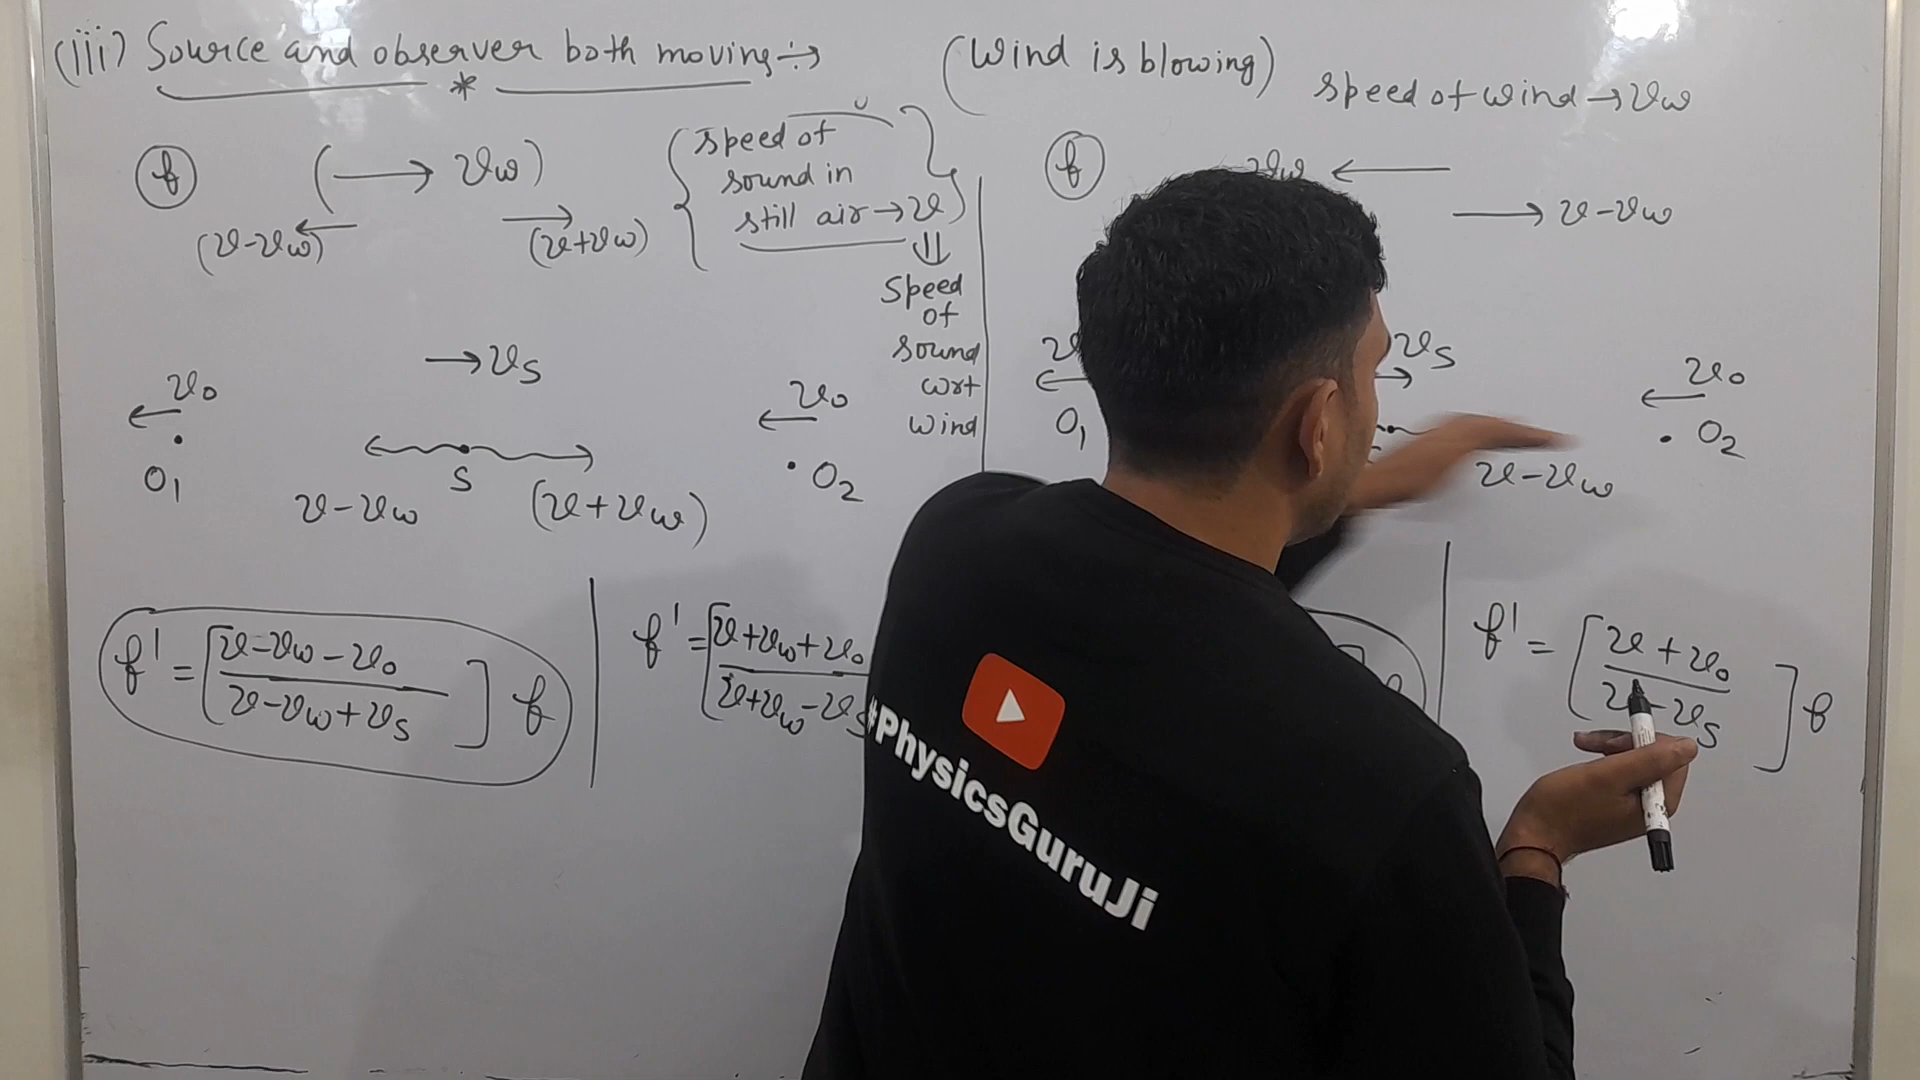 (iii) Source and observer both moving :→ (Wind is blowing)
*
speed of wind → vw
f ( → vw )
(v-vw) (v+vw)
speed of
sound in
still air → v
Speed
of
sound
wrt
wind
→ vs
vo
O1
S
v-vw (v+vw)
vo
O2
f' = [v-vw-vo / v-vw+vs] f
f' = [v+vw+vo / v+vw-vs
f
vw ←
→ v-vw
O1
vs
vo
O2
v-vw
f' = [v+vo / v-vs] f
#PhysicsGuruJi